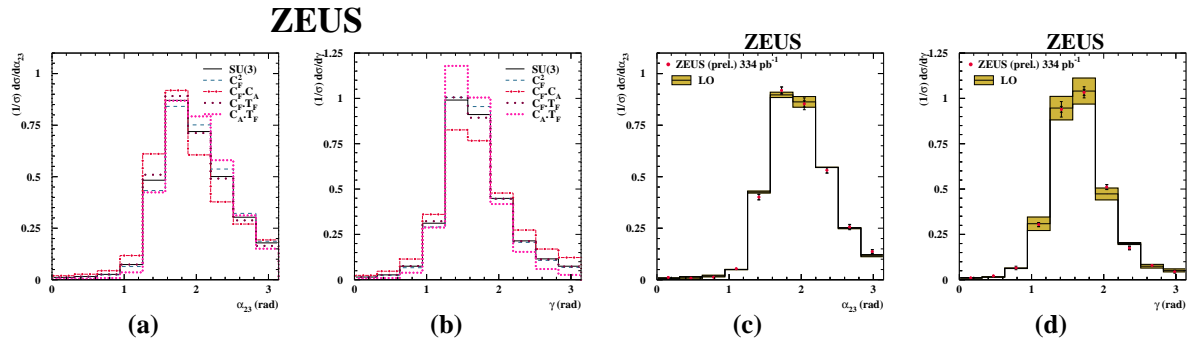 ZEUS
(1/σ) dσ/dα₂₃
1
0.75
0.5
0.25
0
SU(3)
C²_F
C_F.C_A
C_F.T_F
C_A.T_F
0 1 2 3
α₂₃ (rad)
(a)
(1/σ) dσ/dγ
1.25
1
0.75
0.5
0.25
0
SU(3)
C²_F
C_F.C_A
C_F.T_F
C_A.T_F
0 1 2 3
γ (rad)
(b)
ZEUS
(1/σ) dσ/dα₂₃
1
0.75
0.5
0.25
0
ZEUS (prel.) 334 pb⁻¹
LO
0 1 2 3
α₂₃ (rad)
(c)
ZEUS
(1/σ) dσ/dγ
1.25
1
0.75
0.5
0.25
0
ZEUS (prel.) 334 pb⁻¹
LO
0 1 2 3
γ (rad)
(d)